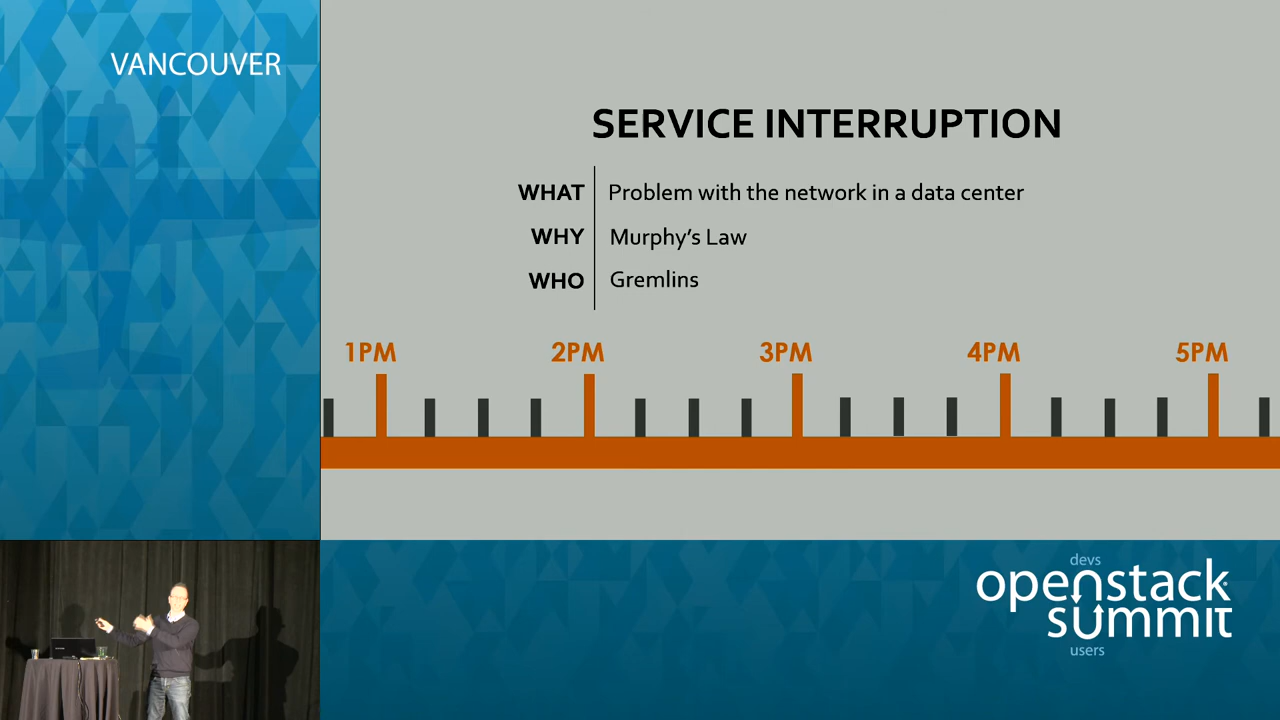 VANCOUVER
SERVICE INTERRUPTION
WHAT Problem with the network in a data center
WHY Murphy's Law
WHO Gremlins
1PM 2PM 3PM 4PM 5PM
devs
openstack
summit
users